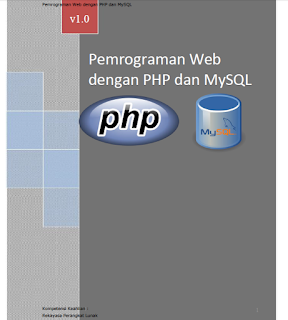 Pemrograman Web dengan PHP dan MySQL
v1.0
Pemrograman Web
dengan PHP dan MySQL
php
MySQL
Kompetensi Keahlian :
Rekayasa Perangkat Lunak